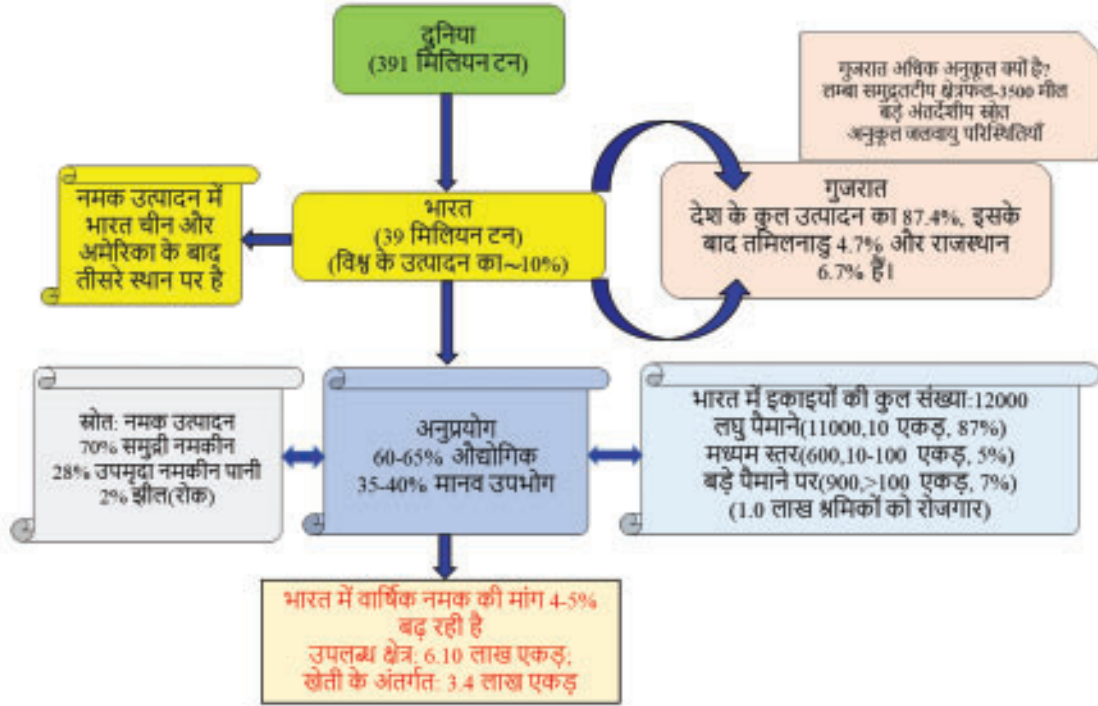 दुनिया
(391 मिलियन टन)
गुजरात अधिक अनुकूल क्यों है?
लम्बा समुद्रतटीय क्षेत्रफल-3500 मील
बड़े अंतर्देशीय स्रोत
अनुकूल जलवायु परिस्थितियाँ
नमक उत्पादन में
भारत चीन और
अमेरिका के बाद
तीसरे स्थान पर है
भारत
(39 मिलियन टन)
(विश्व के उत्पादन का~10%)
गुजरात
देश के कुल उत्पादन का 87.4%, इसके
बाद तमिलनाडु 4.7% और राजस्थान
6.7% हैं।
स्रोत: नमक उत्पादन
70% समुद्री नमकीन
28% उपमृदा नमकीन पानी
2% झील(रोक)
अनुप्रयोग
60-65% औद्योगिक
35-40% मानव उपभोग
भारत में इकाइयों की कुल संख्या:12000
लघु पैमाने(11000,10 एकड़, 87%)
मध्यम स्तर(600,10-100 एकड़, 5%)
बड़े पैमाने पर(900,>100 एकड़, 7%)
(1.0 लाख श्रमिकों को रोजगार)
भारत में वार्षिक नमक की मांग 4-5%
बढ़ रही है
उपलब्ध क्षेत्र: 6.10 लाख एकड़;
खेती के अंतर्गत: 3.4 लाख एकड़